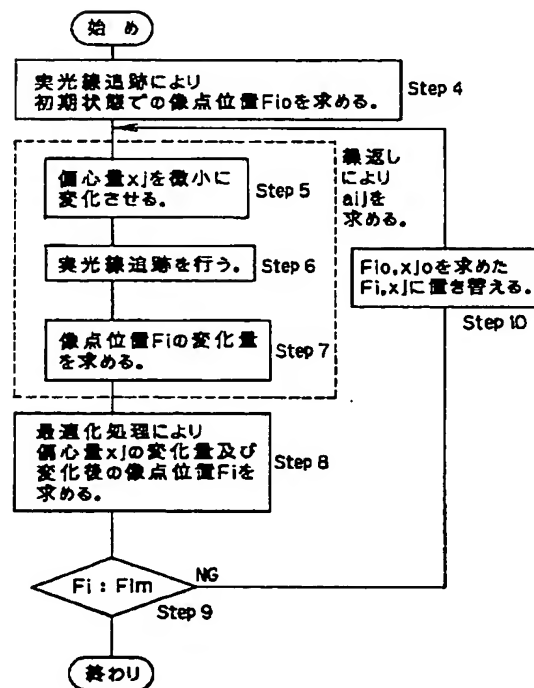 始め
実光線追跡により
初期状態での像点位置Fioを求める。
Step 4
偏心量xjを微小に
変化させる。
Step 5
繰返し
により
aijを
求める。
実光線追跡を行う。
Step 6
Fio,xjoを求めた
Fi,xjに置き替える。
Step 10
像点位置Fiの変化量
を求める。
Step 7
最適化処理により
偏心量xjの変化量及び
変化後の像点位置Fiを
求める。
Step 8
Fi : Fim
NG
Step 9
終わり